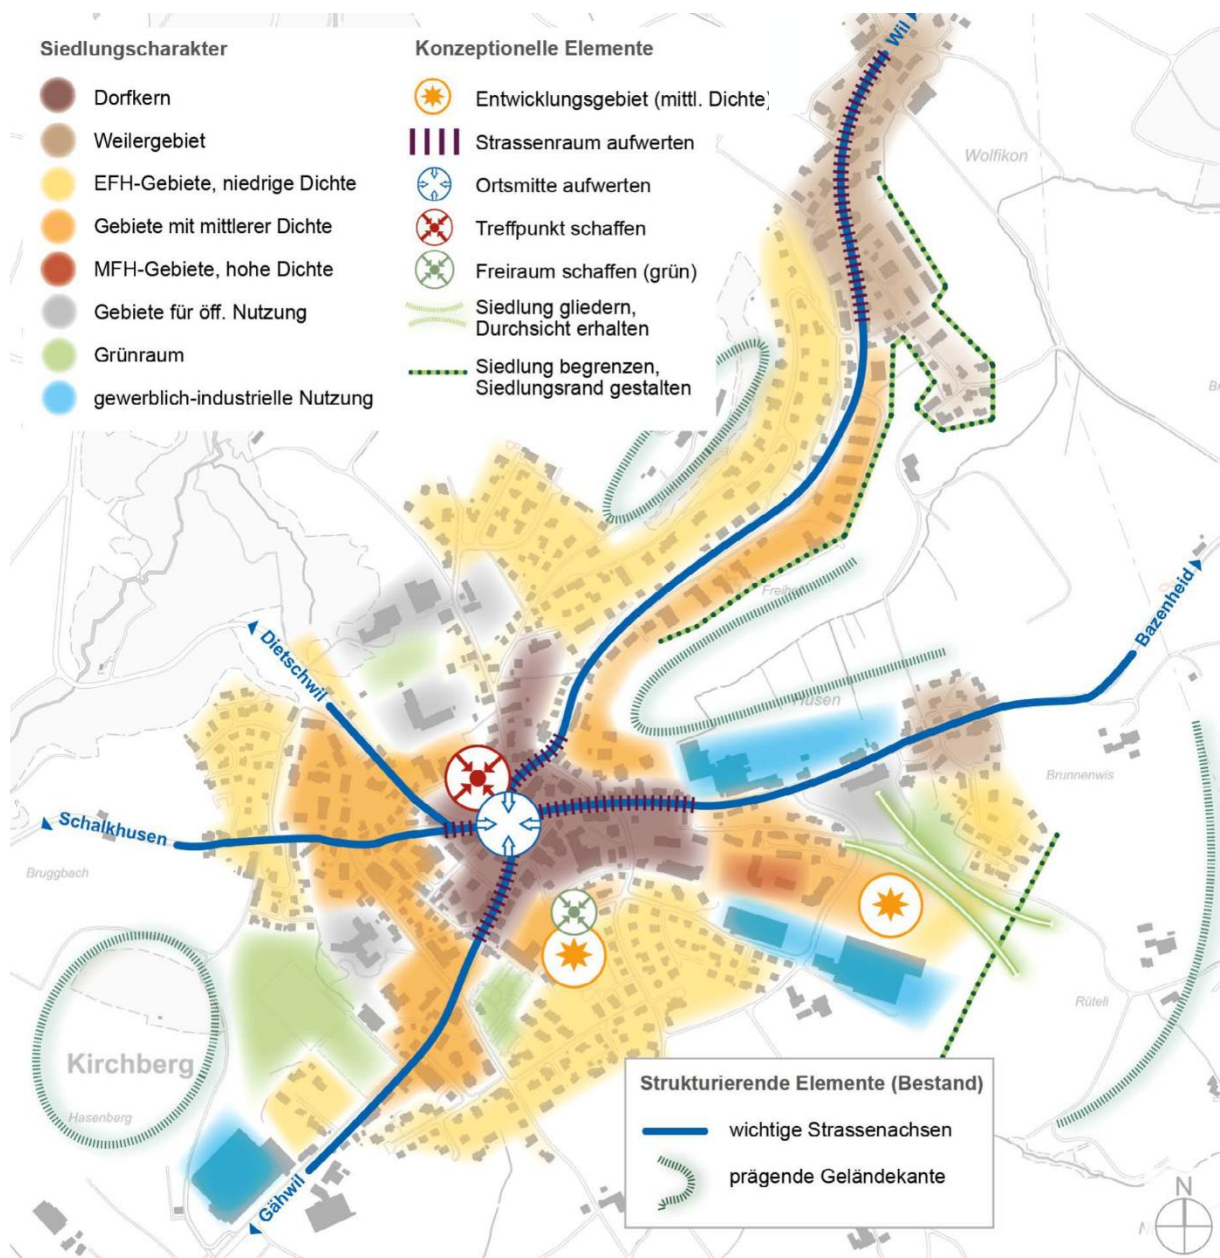 Siedlungscharakter
Dorfkern
Weilergebiet
EFH-Gebiete, niedrige Dichte
Gebiete mit mittlerer Dichte
MFH-Gebiete, hohe Dichte
Gebiete für öff. Nutzung
Grünraum
gewerblich-industrielle Nutzung
Konzeptionelle Elemente
Entwicklungsgebiet (mittl. Dichte)
Strassenraum aufwerten
Ortsmitte aufwerten
Treffpunkt schaffen
Freiraum schaffen (grün)
Siedlung gliedern,
Durchsicht erhalten
Siedlung begrenzen,
Siedlungsrand gestalten
Wil
Wolfikon
Bazenheid
Dietschwil
Husen
Brunnenwis
Schalkhusen
Bruggbach
Rüteli
Kirchberg
Hasenberg
Gähwil
Strukturierende Elemente (Bestand)
wichtige Strassenachsen
prägende Geländekante
N